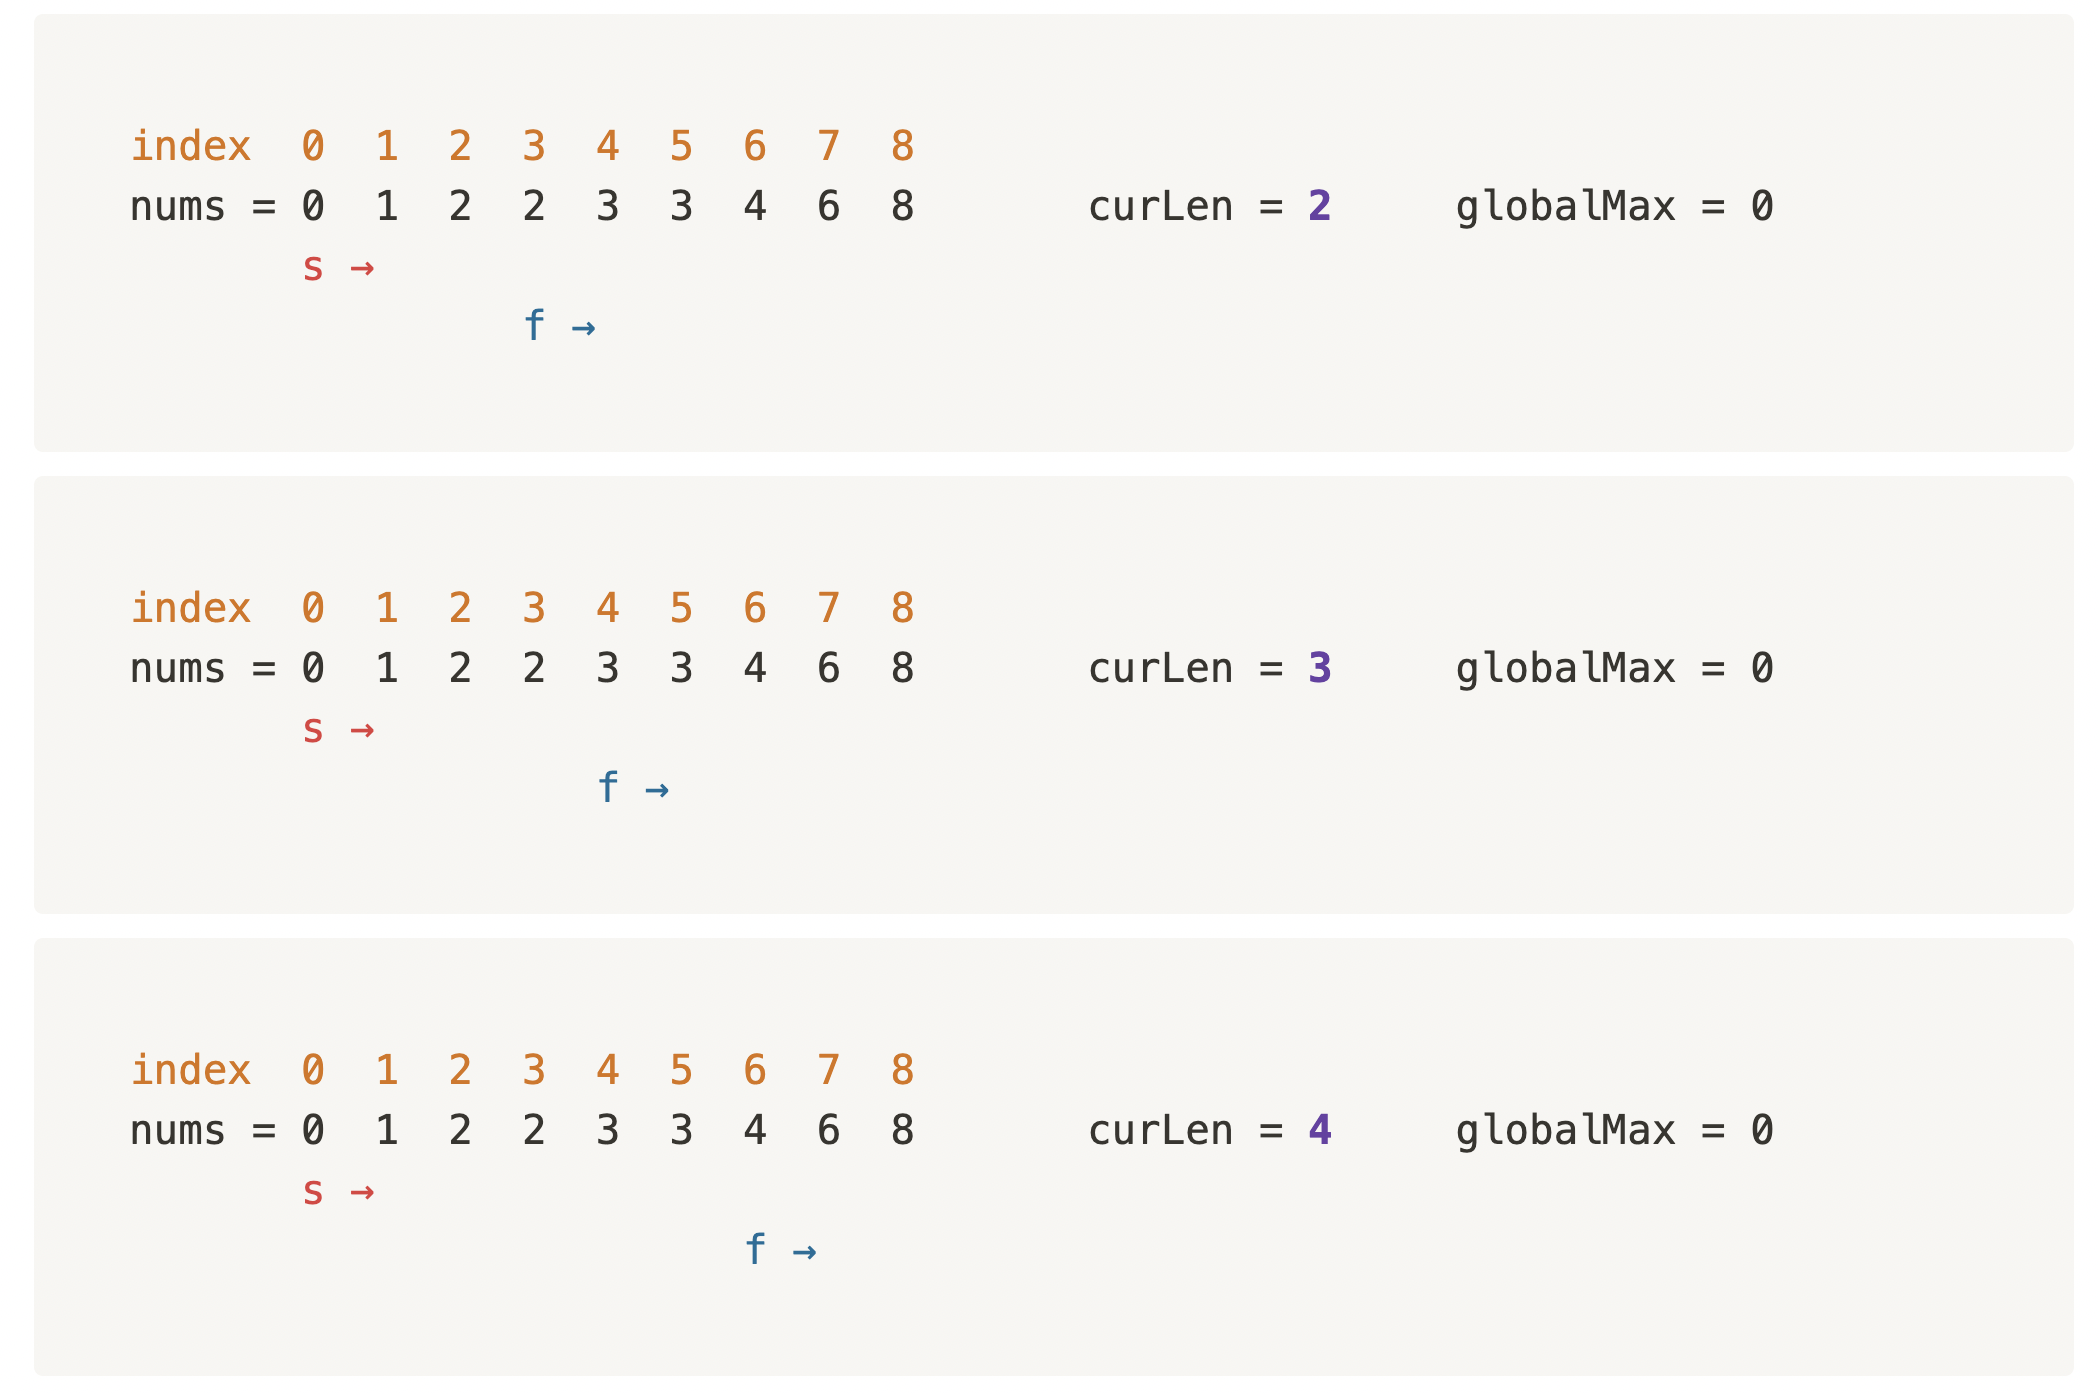 index  0  1  2  3  4  5  6  7  8
nums = 0  1  2  2  3  3  4  6  8       curLen = 2     globalMax = 0
s →
f →
index  0  1  2  3  4  5  6  7  8
nums = 0  1  2  2  3  3  4  6  8       curLen = 3     globalMax = 0
s →
f →
index  0  1  2  3  4  5  6  7  8
nums = 0  1  2  2  3  3  4  6  8       curLen = 4     globalMax = 0
s →
f →